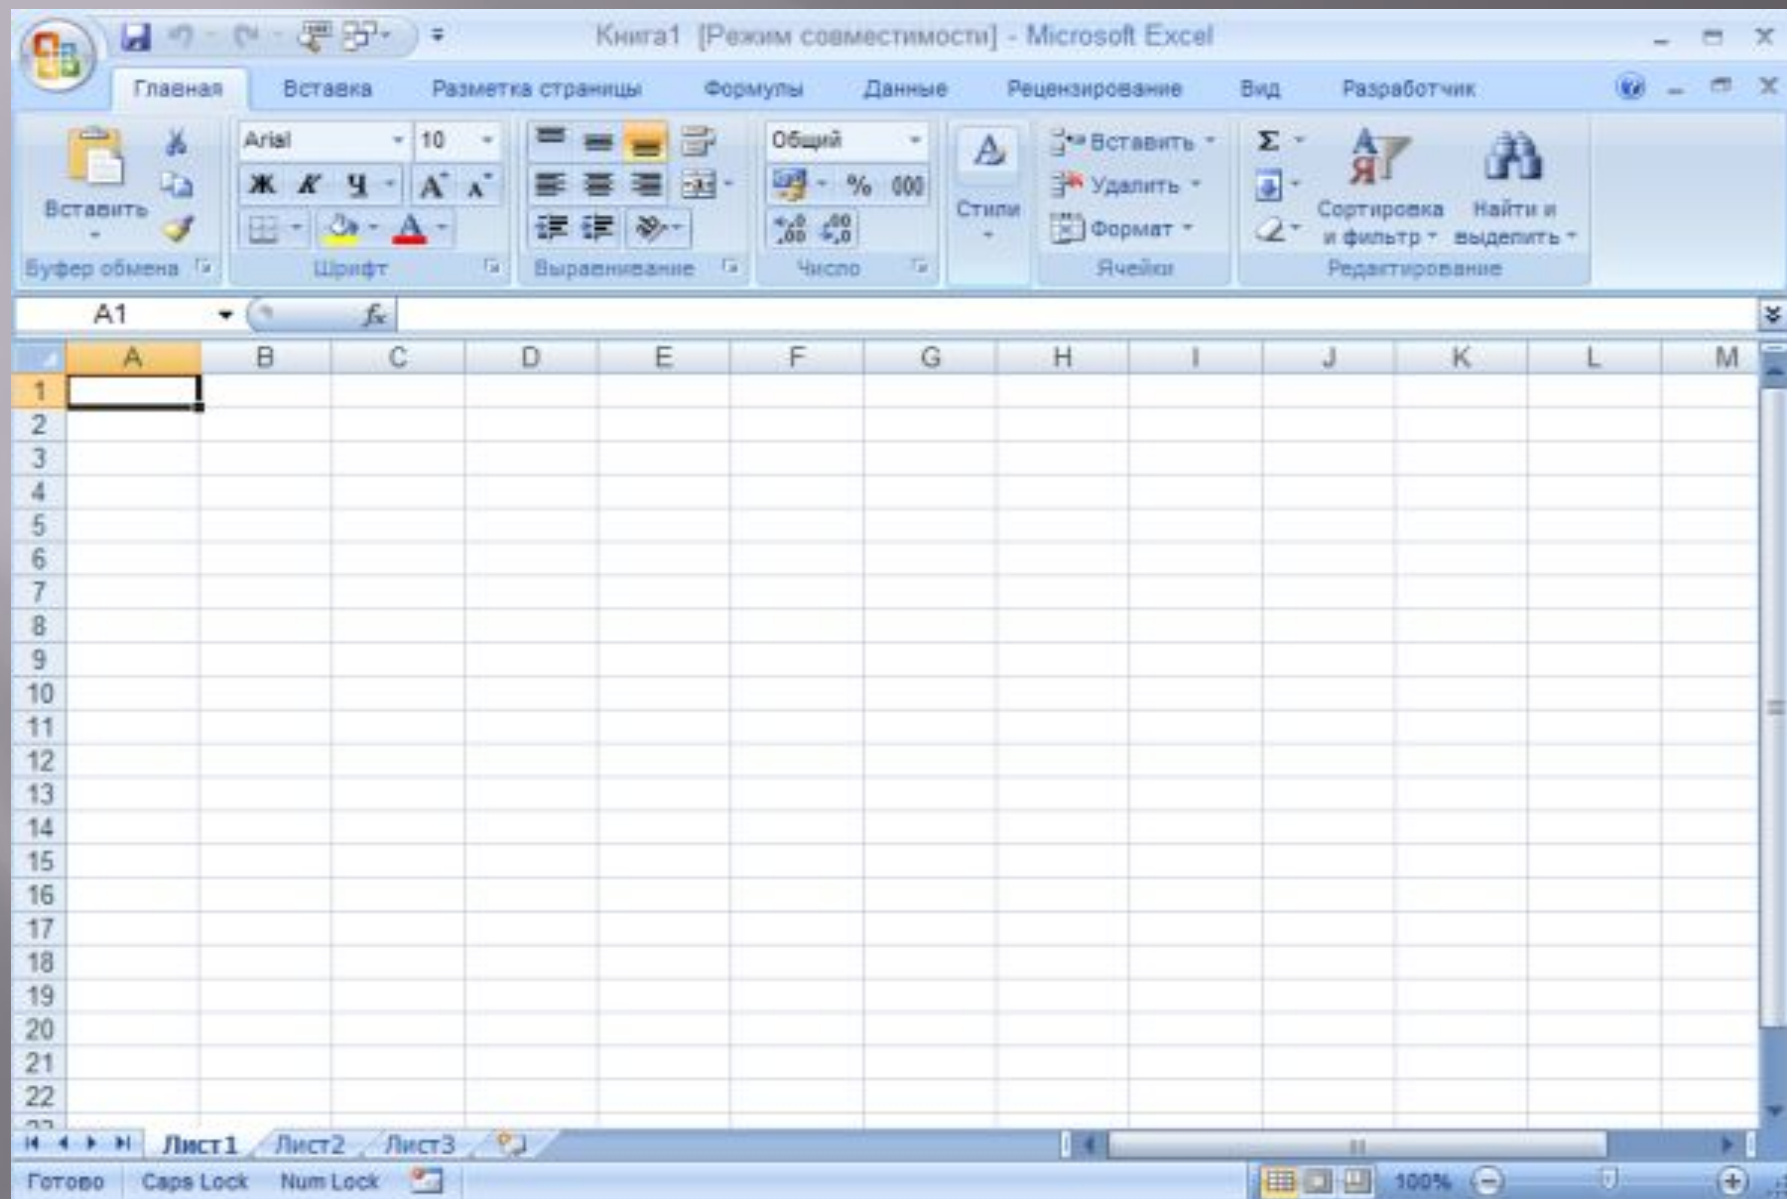 Книга1 [Режим совместимости] - Microsoft Excel
Главная Вставка Разметка страницы Формулы Данные Рецензирование Вид Разработчик
Arial 10 Общий Вставить
Ж К Ч A A % 000 Удалить
Вставить Стили Формат Сортировка и фильтр Найти и выделить
Буфер обмена Шрифт Выравнивание Число Ячейки Редактирование
A1 fx
A B C D E F G H I J K L M
1
2
3
4
5
6
7
8
9
10
11
12
13
14
15
16
17
18
19
20
21
22
Лист1 Лист2 Лист3
Готово Caps Lock Num Lock 100%